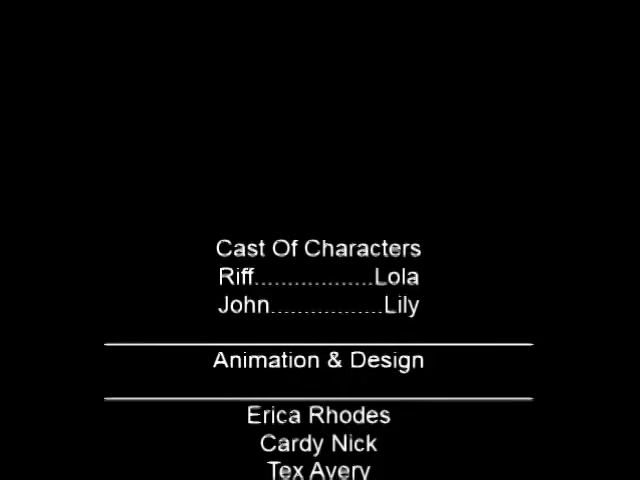 Cast Of Characters
Riff..................Lola
John.................Lily
Animation & Design
Erica Rhodes
Cardy Nick
Tex Avery